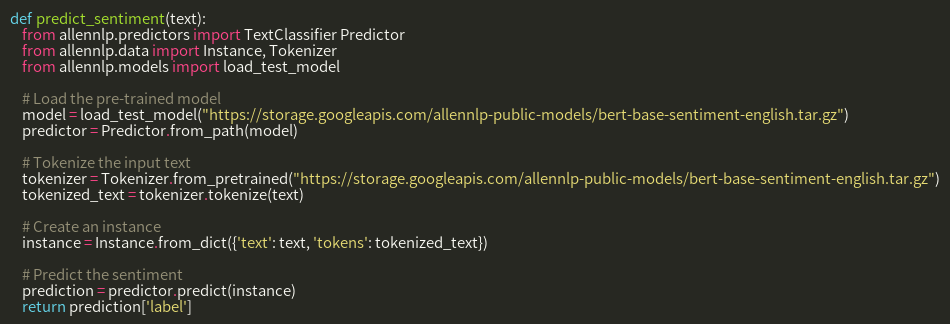 def predict_sentiment(text):
from allennlp.predictors import TextClassifier Predictor
from allennlp.data import Instance, Tokenizer
from allennlp.models import load_test_model
# Load the pre-trained model
model = load_test_model("https://storage.googleapis.com/allennlp-public-models/bert-base-sentiment-english.tar.gz")
predictor = Predictor.from_path(model)
# Tokenize the input text
tokenizer = Tokenizer.from_pretrained("https://storage.googleapis.com/allennlp-public-models/bert-base-sentiment-english.tar.gz")
tokenized_text = tokenizer.tokenize(text)
# Create an instance
instance = Instance.from_dict({'text': text, 'tokens': tokenized_text})
# Predict the sentiment
prediction = predictor.predict(instance)
return prediction['label']